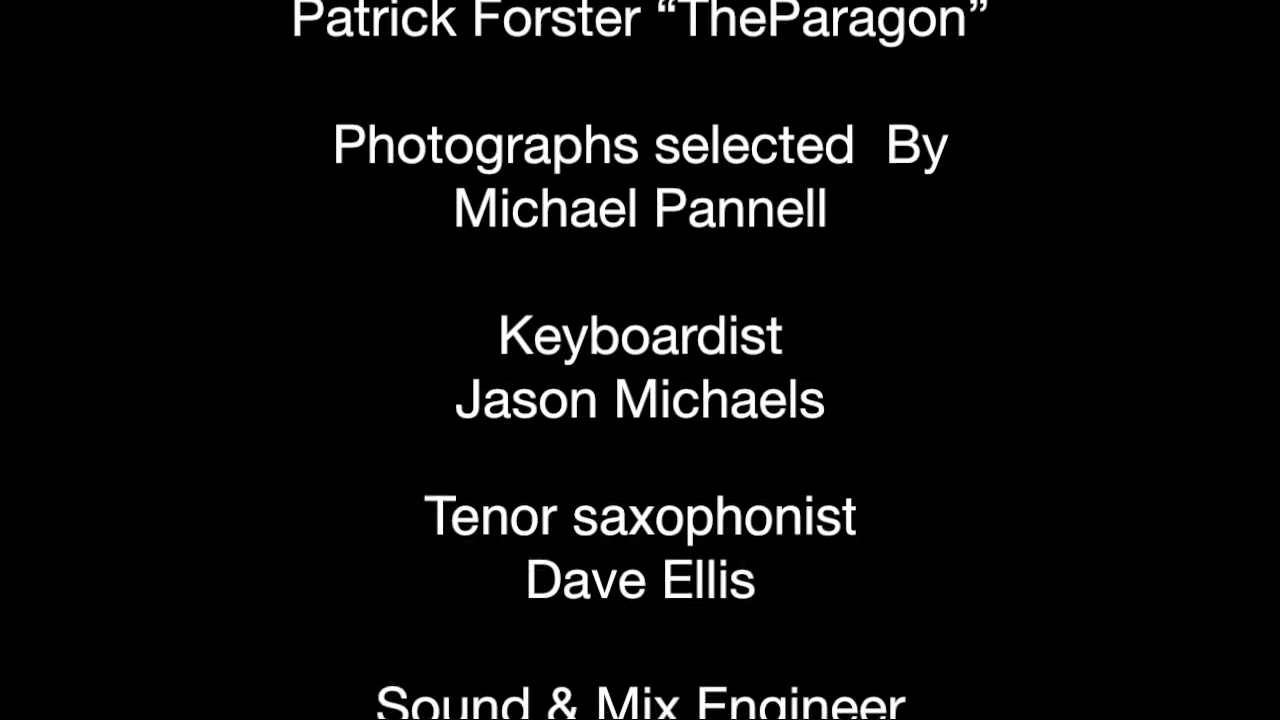 Patrick Forster “TheParagon”
Photographs selected  By
Michael Pannell
Keyboardist
Jason Michaels
Tenor saxophonist
Dave Ellis
Sound & Mix Engineer